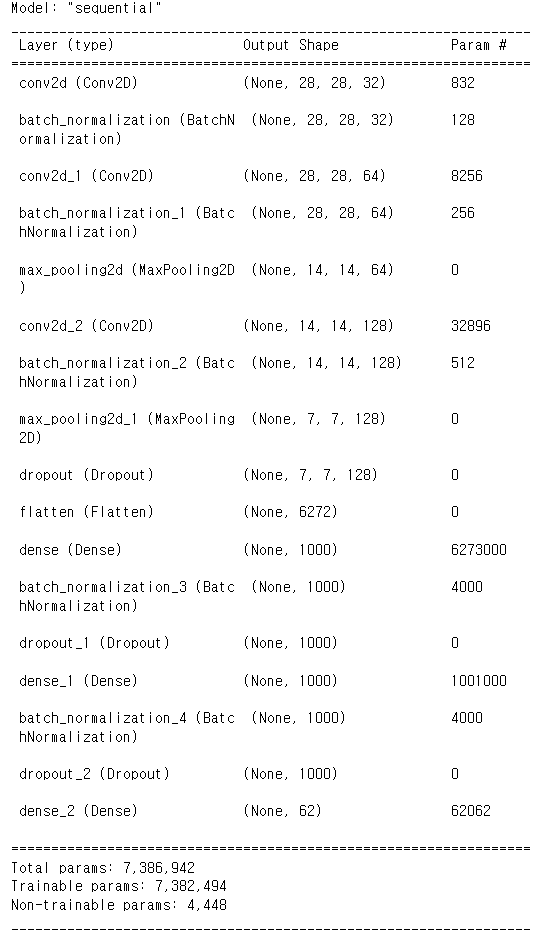 Model: "sequential"
_________________________________________________________________
Layer (type) Output Shape Param #
=================================================================
conv2d (Conv2D) (None, 28, 28, 32) 832
batch_normalization (BatchN (None, 28, 28, 32) 128
ormalization)
conv2d_1 (Conv2D) (None, 28, 28, 64) 8256
batch_normalization_1 (Batc (None, 28, 28, 64) 256
hNormalization)
max_pooling2d (MaxPooling2D (None, 14, 14, 64) 0
)
conv2d_2 (Conv2D) (None, 14, 14, 128) 32896
batch_normalization_2 (Batc (None, 14, 14, 128) 512
hNormalization)
max_pooling2d_1 (MaxPooling (None, 7, 7, 128) 0
2D)
dropout (Dropout) (None, 7, 7, 128) 0
flatten (Flatten) (None, 6272) 0
dense (Dense) (None, 1000) 6273000
batch_normalization_3 (Batc (None, 1000) 4000
hNormalization)
dropout_1 (Dropout) (None, 1000) 0
dense_1 (Dense) (None, 1000) 1001000
batch_normalization_4 (Batc (None, 1000) 4000
hNormalization)
dropout_2 (Dropout) (None, 1000) 0
dense_2 (Dense) (None, 62) 62062
=================================================================
Total params: 7,386,942
Trainable params: 7,382,494
Non-trainable params: 4,448
_________________________________________________________________